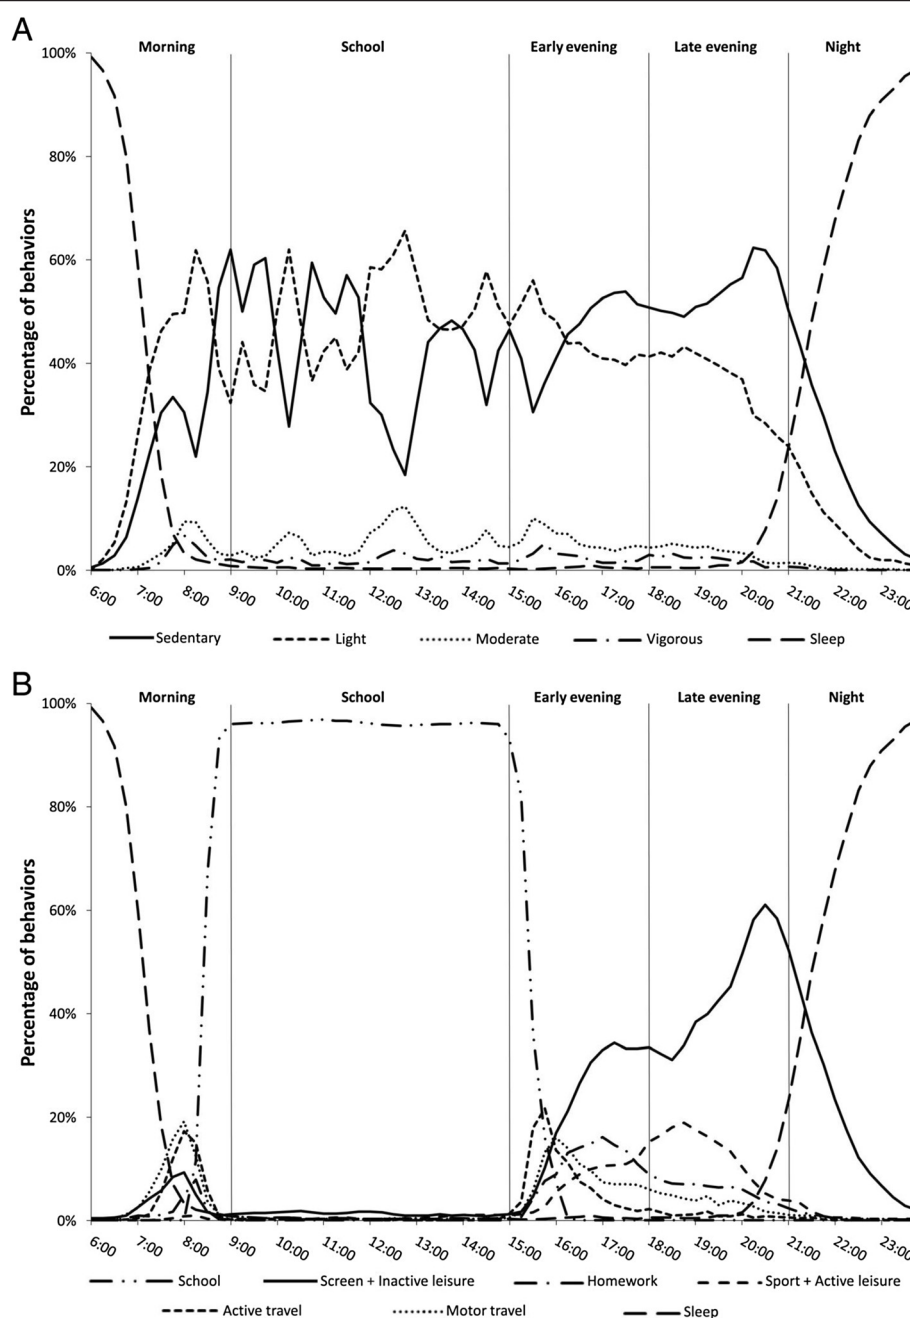 A
Morning School Early evening Late evening Night
100%
80%
60%
40%
20%
0%
Percentage of behaviors
6:00 7:00 8:00 9:00 10:00 11:00 12:00 13:00 14:00 15:00 16:00 17:00 18:00 19:00 20:00 21:00 22:00 23:00
Sedentary Light Moderate Vigorous Sleep
B
Morning School Early evening Late evening Night
100%
80%
60%
40%
20%
0%
Percentage of behaviors
6:00 7:00 8:00 9:00 10:00 11:00 12:00 13:00 14:00 15:00 16:00 17:00 18:00 19:00 20:00 21:00 22:00 23:00
School Screen + Inactive leisure Homework Sport + Active leisure
Active travel Motor travel Sleep